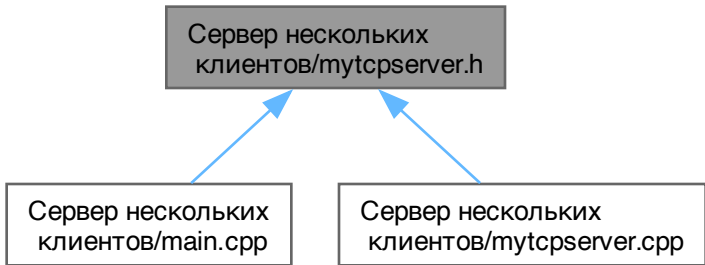 Сервер нескольких
клиентов/mytcpserver.h
Сервер нескольких
клиентов/main.cpp
Сервер нескольких
клиентов/mytcpserver.cpp